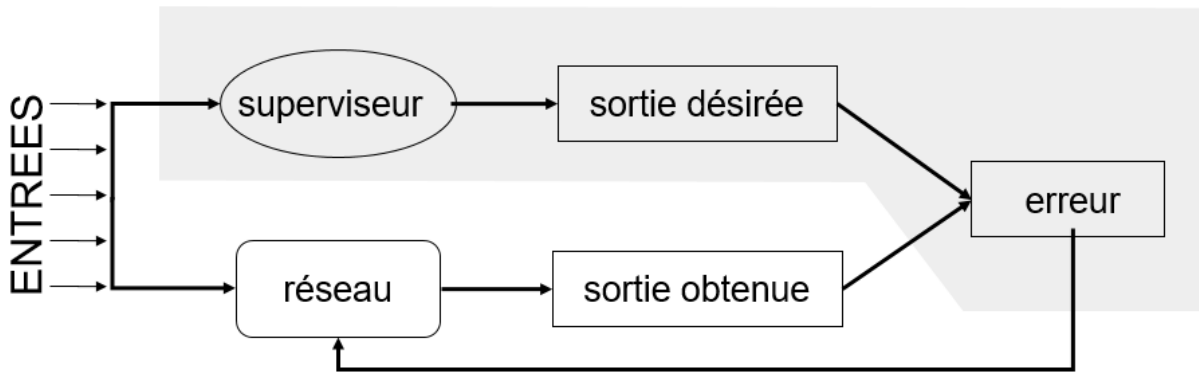 ENTREES
superviseur
sortie désirée
erreur
réseau
sortie obtenue